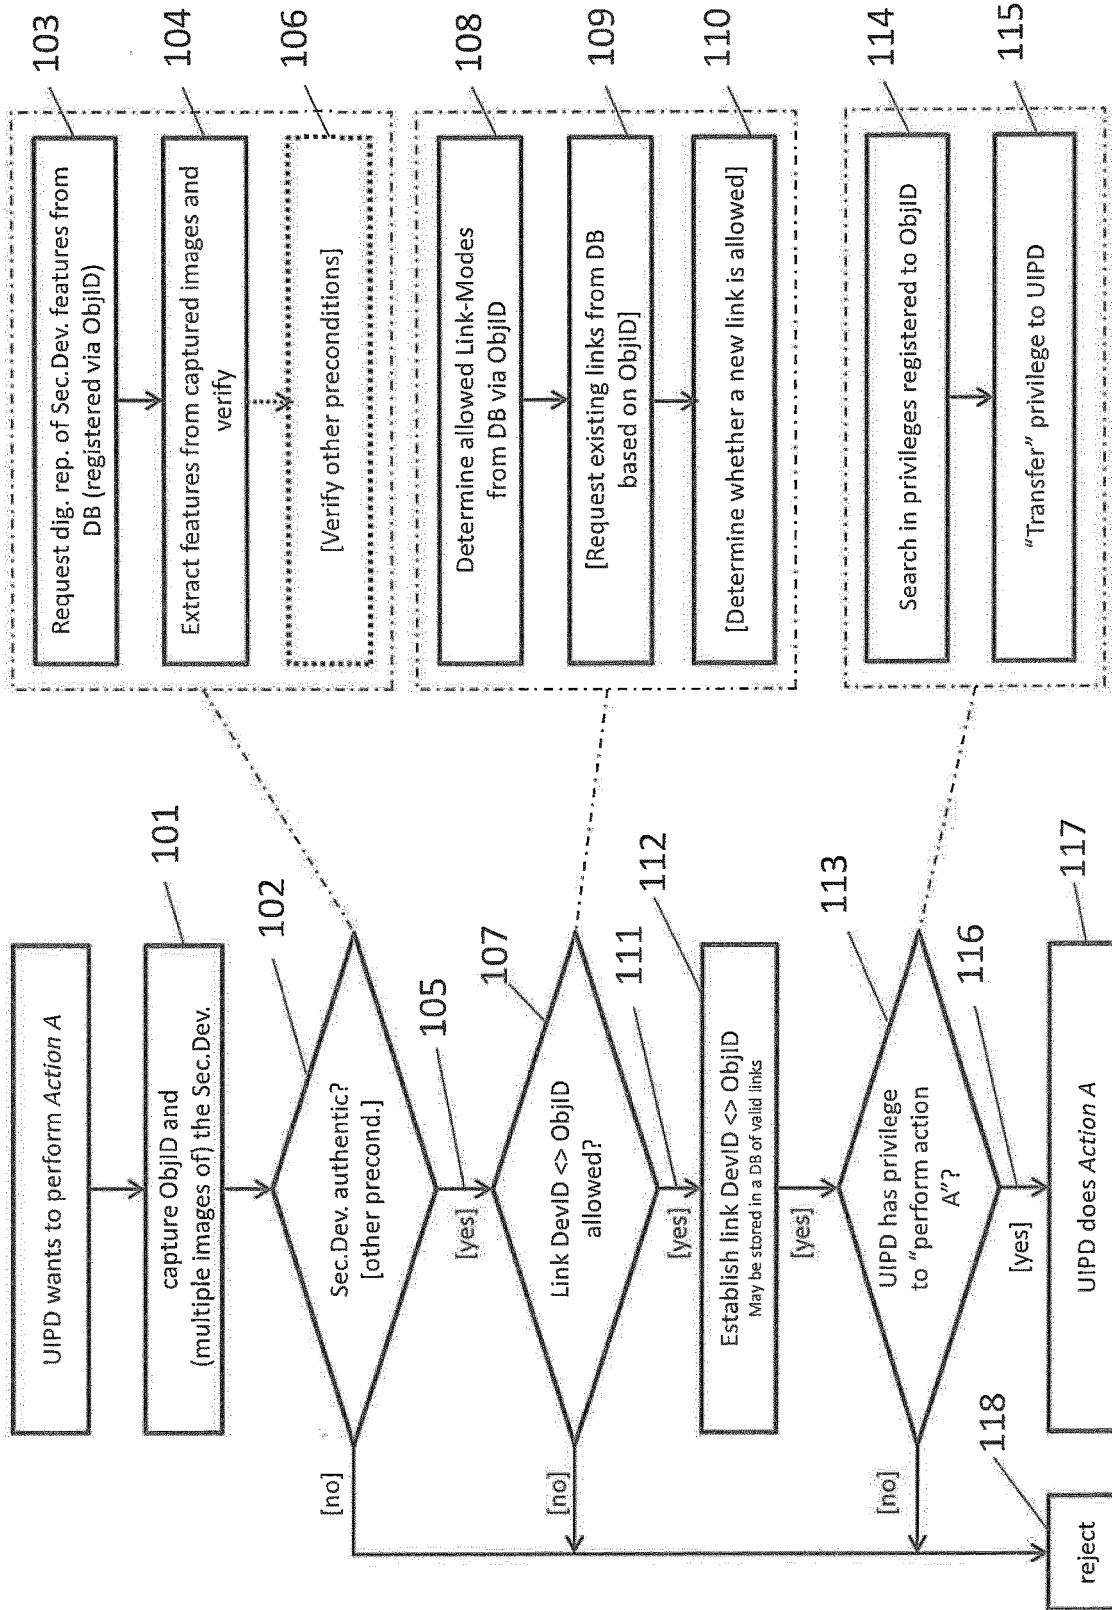 UIPD wants to perform Action A
101
capture ObjID and
(multiple images of) the Sec.Dev.
102
Sec.Dev. authentic?
[other precond.]
[no]
105
[yes]
107
Link DevID <> ObjID
allowed?
[no]
111
[yes]
112
Establish link DevID <> ObjID
May be stored in a DB of valid links
[yes]
113
UIPD has privilege
to “perform action
A”?
[no]
116
[yes]
117
UIPD does Action A
118
reject
103
Request dig. rep. of Sec.Dev. features from
DB (registered via ObjID)
104
Extract features from captured images and
verify
106
[Verify other preconditions]
108
Determine allowed Link-Modes
from DB via ObjID
109
[Request existing links from DB
based on ObjID]
110
[Determine whether a new link is allowed]
114
Search in privileges registered to ObjID
115
“Transfer” privilege to UIPD